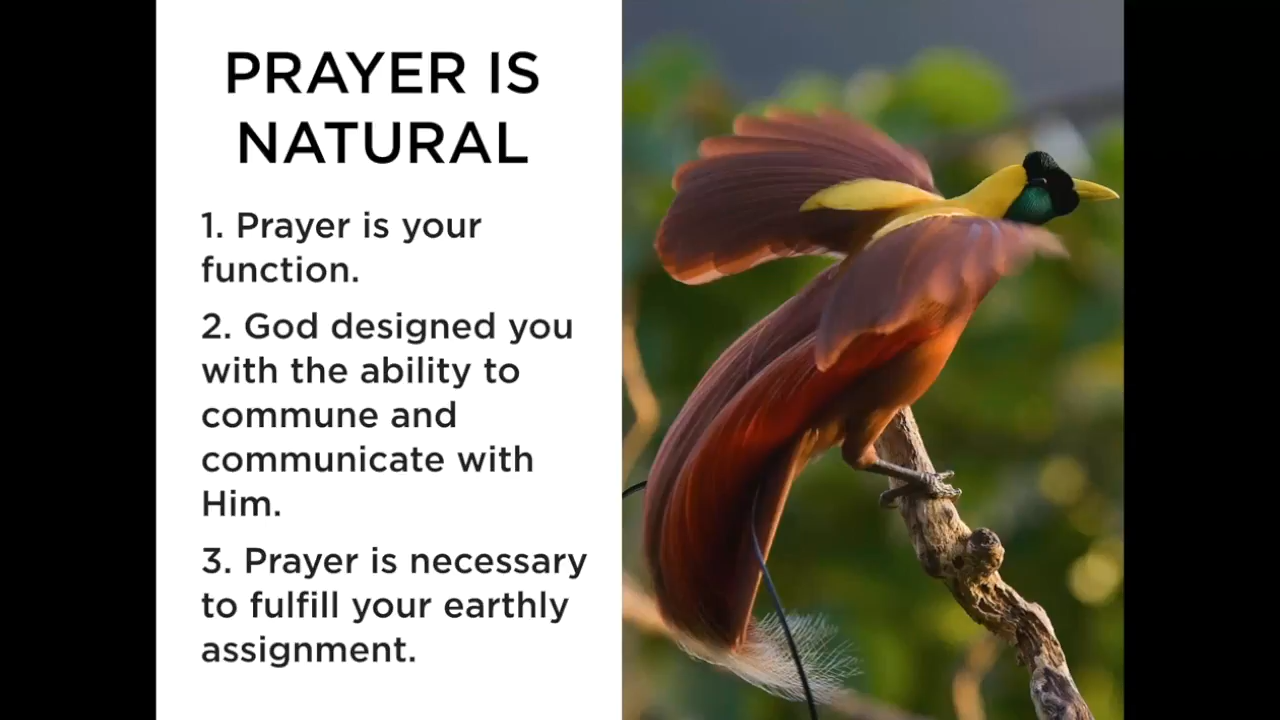 PRAYER IS
NATURAL
1. Prayer is your
function.
2. God designed you
with the ability to
commune and
communicate with
Him.
3. Prayer is necessary
to fulfill your earthly
assignment.